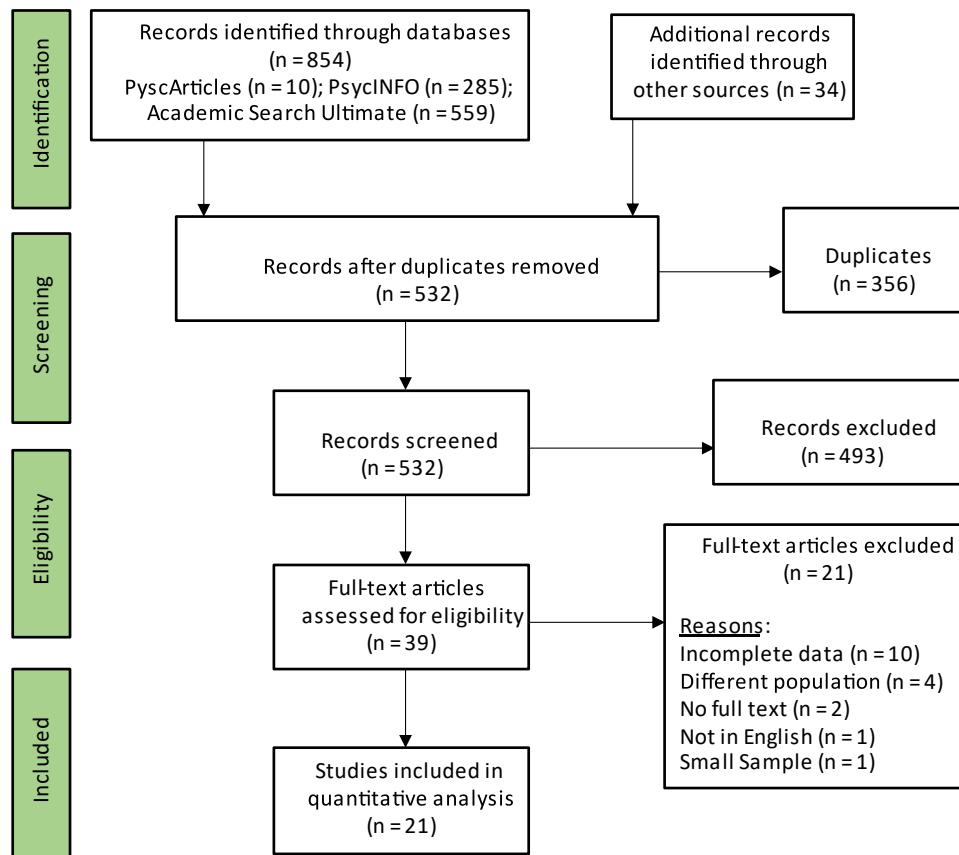 Identification
Records identified through databases
(n = 854)
PyscArticles (n = 10); PsycINFO (n = 285);
Academic Search Ultimate (n = 559)
Additional records
identified through
other sources (n = 34)
Screening
Records after duplicates removed
(n = 532)
Duplicates
(n = 356)
Records screened
(n = 532)
Records excluded
(n = 493)
Eligibility
Full-text articles
assessed for eligibility
(n = 39)
Full-text articles excluded
(n = 21)
Reasons:
Incomplete data (n = 10)
Different population (n = 4)
No full text (n = 2)
Not in English (n = 1)
Small Sample (n = 1)
Included
Studies included in
quantitative analysis
(n = 21)